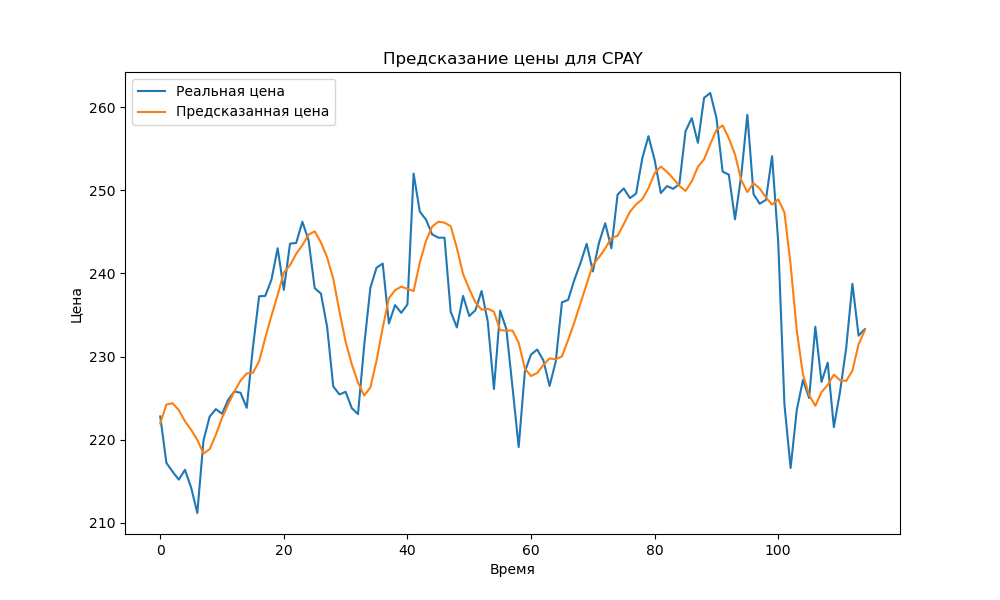 Предсказание цены для CPAY
Реальная цена
Предсказанная цена
260
250
240
230
220
210
Цена
0 20 40 60 80 100
Время